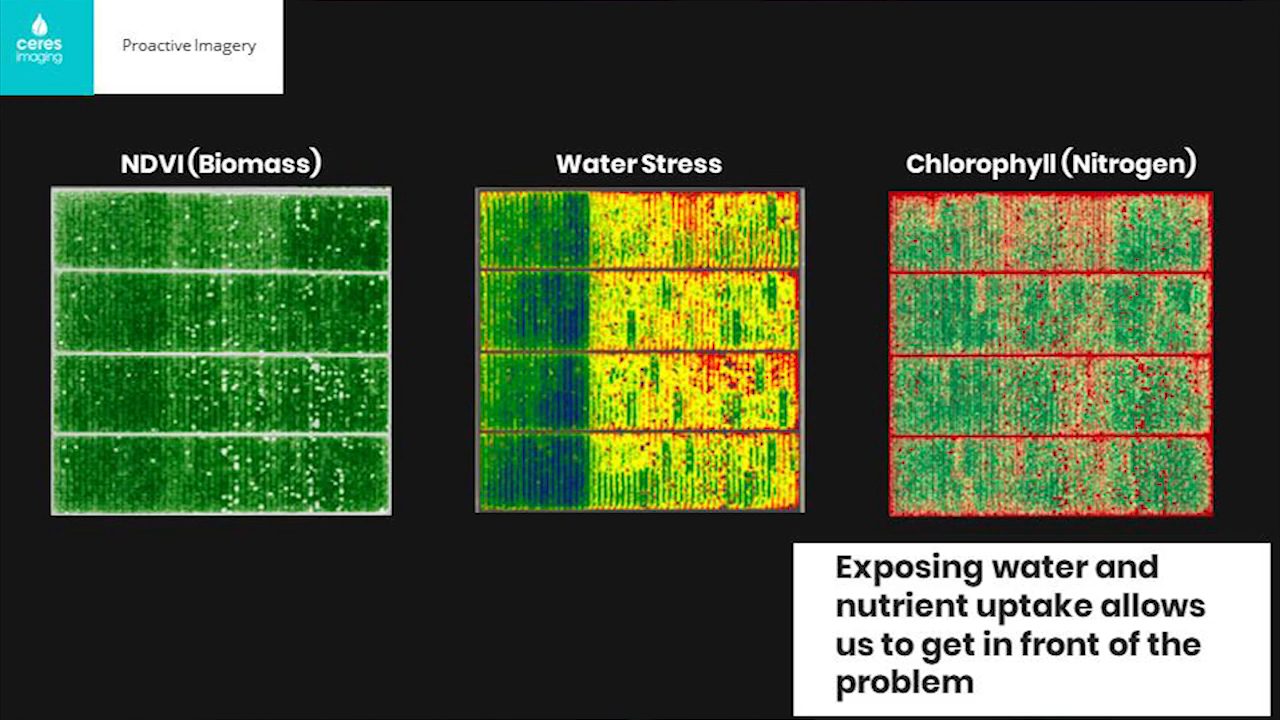 ceres
imaging
Proactive Imagery
NDVI (Biomass)
Water Stress
Chlorophyll (Nitrogen)
Exposing water and
nutrient uptake allows
us to get in front of the
problem